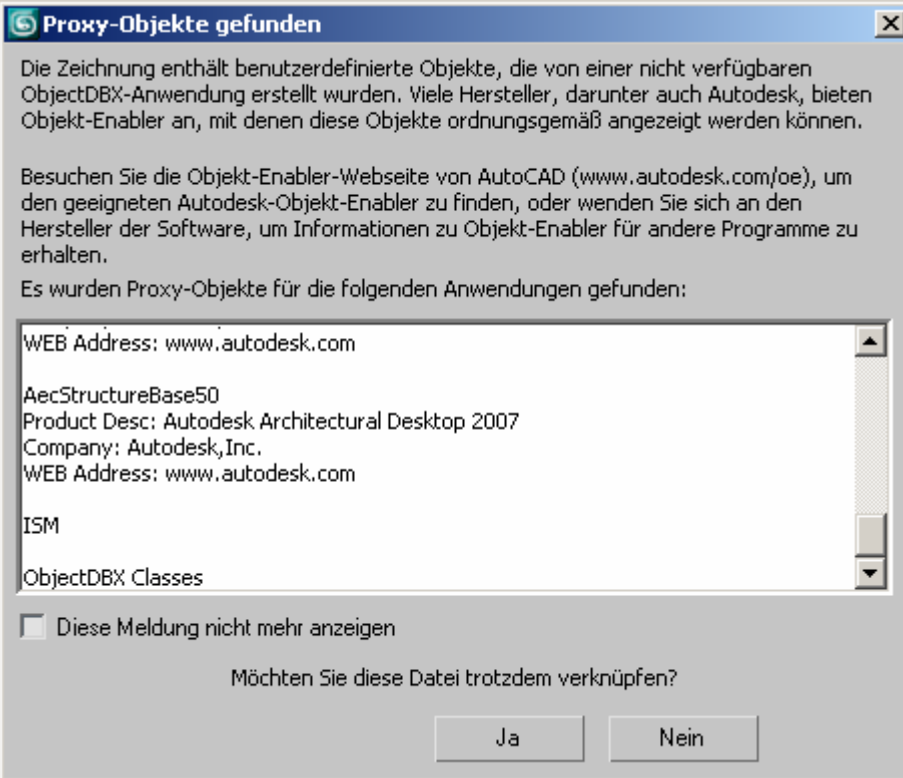 Proxy-Objekte gefunden
Die Zeichnung enthält benutzerdefinierte Objekte, die von einer nicht verfügbaren
ObjectDBX-Anwendung erstellt wurden. Viele Hersteller, darunter auch Autodesk, bieten
Objekt-Enabler an, mit denen diese Objekte ordnungsgemäß angezeigt werden können.
Besuchen Sie die Objekt-Enabler-Webseite von AutoCAD (www.autodesk.com/oe), um
den geeigneten Autodesk-Objekt-Enabler zu finden, oder wenden Sie sich an den
Hersteller der Software, um Informationen zu Objekt-Enabler für andere Programme zu
erhalten.
Es wurden Proxy-Objekte für die folgenden Anwendungen gefunden:
WEB Address: www.autodesk.com
AecStructureBase50
Product Desc: Autodesk Architectural Desktop 2007
Company: Autodesk,Inc.
WEB Address: www.autodesk.com
ISM
ObjectDBX Classes
Diese Meldung nicht mehr anzeigen
Möchten Sie diese Datei trotzdem verknüpfen?
Ja
Nein